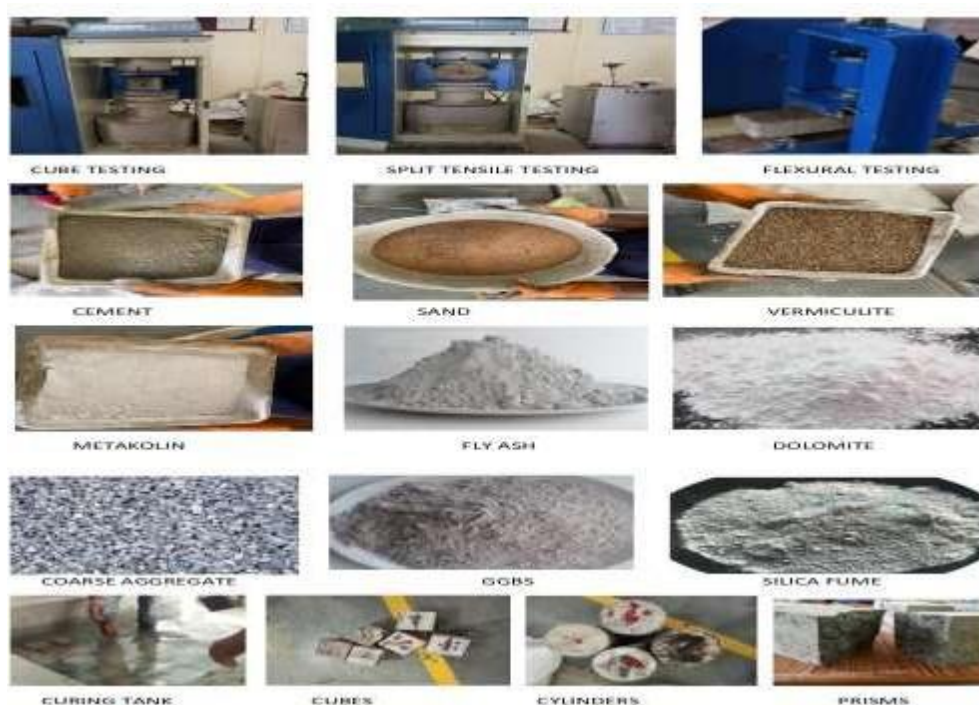 CUBE TESTING
SPLIT TENSILE TESTING
FLEXURAL TESTING
CEMENT
SAND
VERMICULITE
METAKOLIN
FLY ASH
DOLOMITE
COARSE AGGREGATE
GGBS
SILICA FUME
CURING TANK
CUBES
CYLINDERS
PRISMS